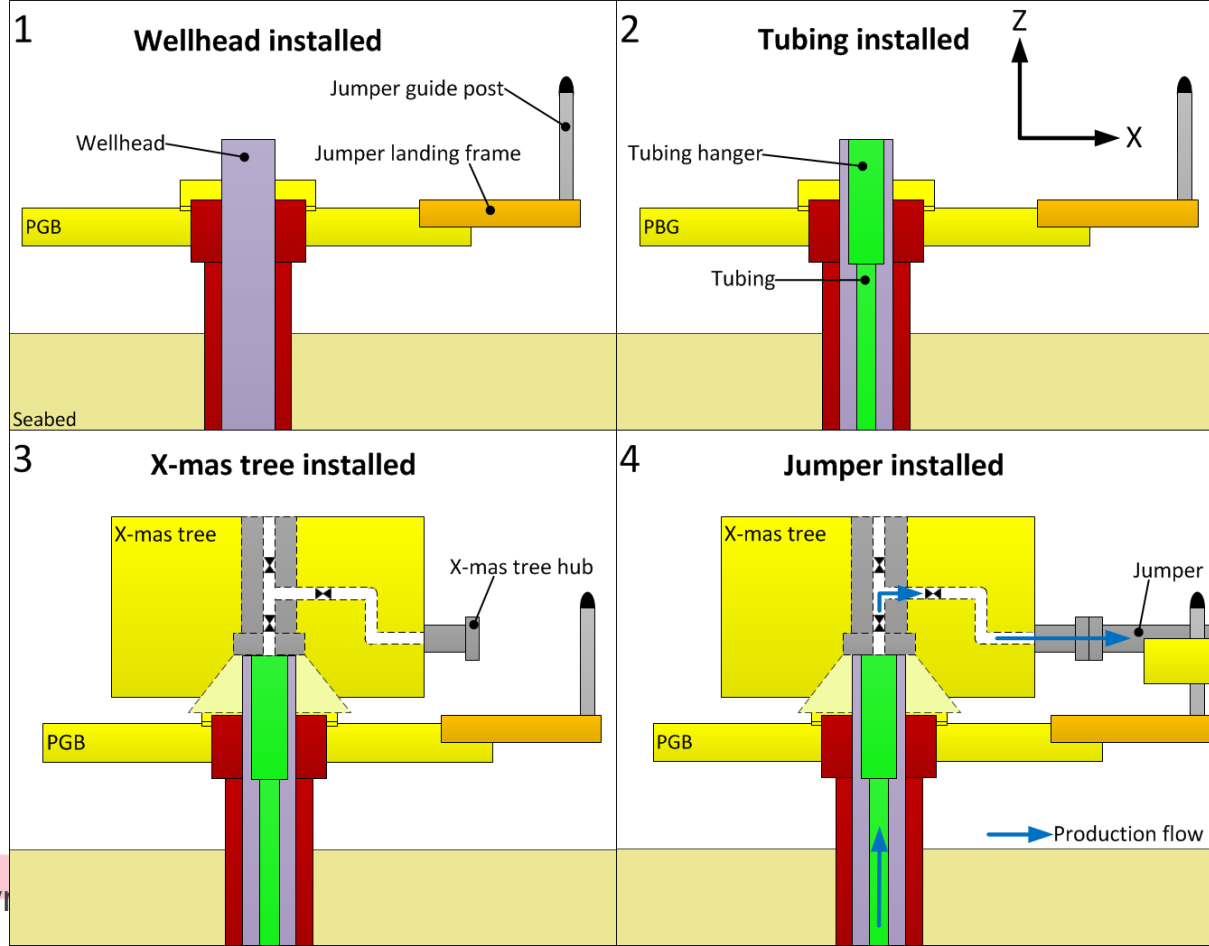 1
Wellhead installed
Jumper guide post
Wellhead
Jumper landing frame
PGB
Seabed
2
Tubing installed
Z
X
Tubing hanger
PBG
Tubing
3
X-mas tree installed
X-mas tree
X-mas tree hub
PGB
4
Jumper installed
X-mas tree
Jumper
PGB
Production flow